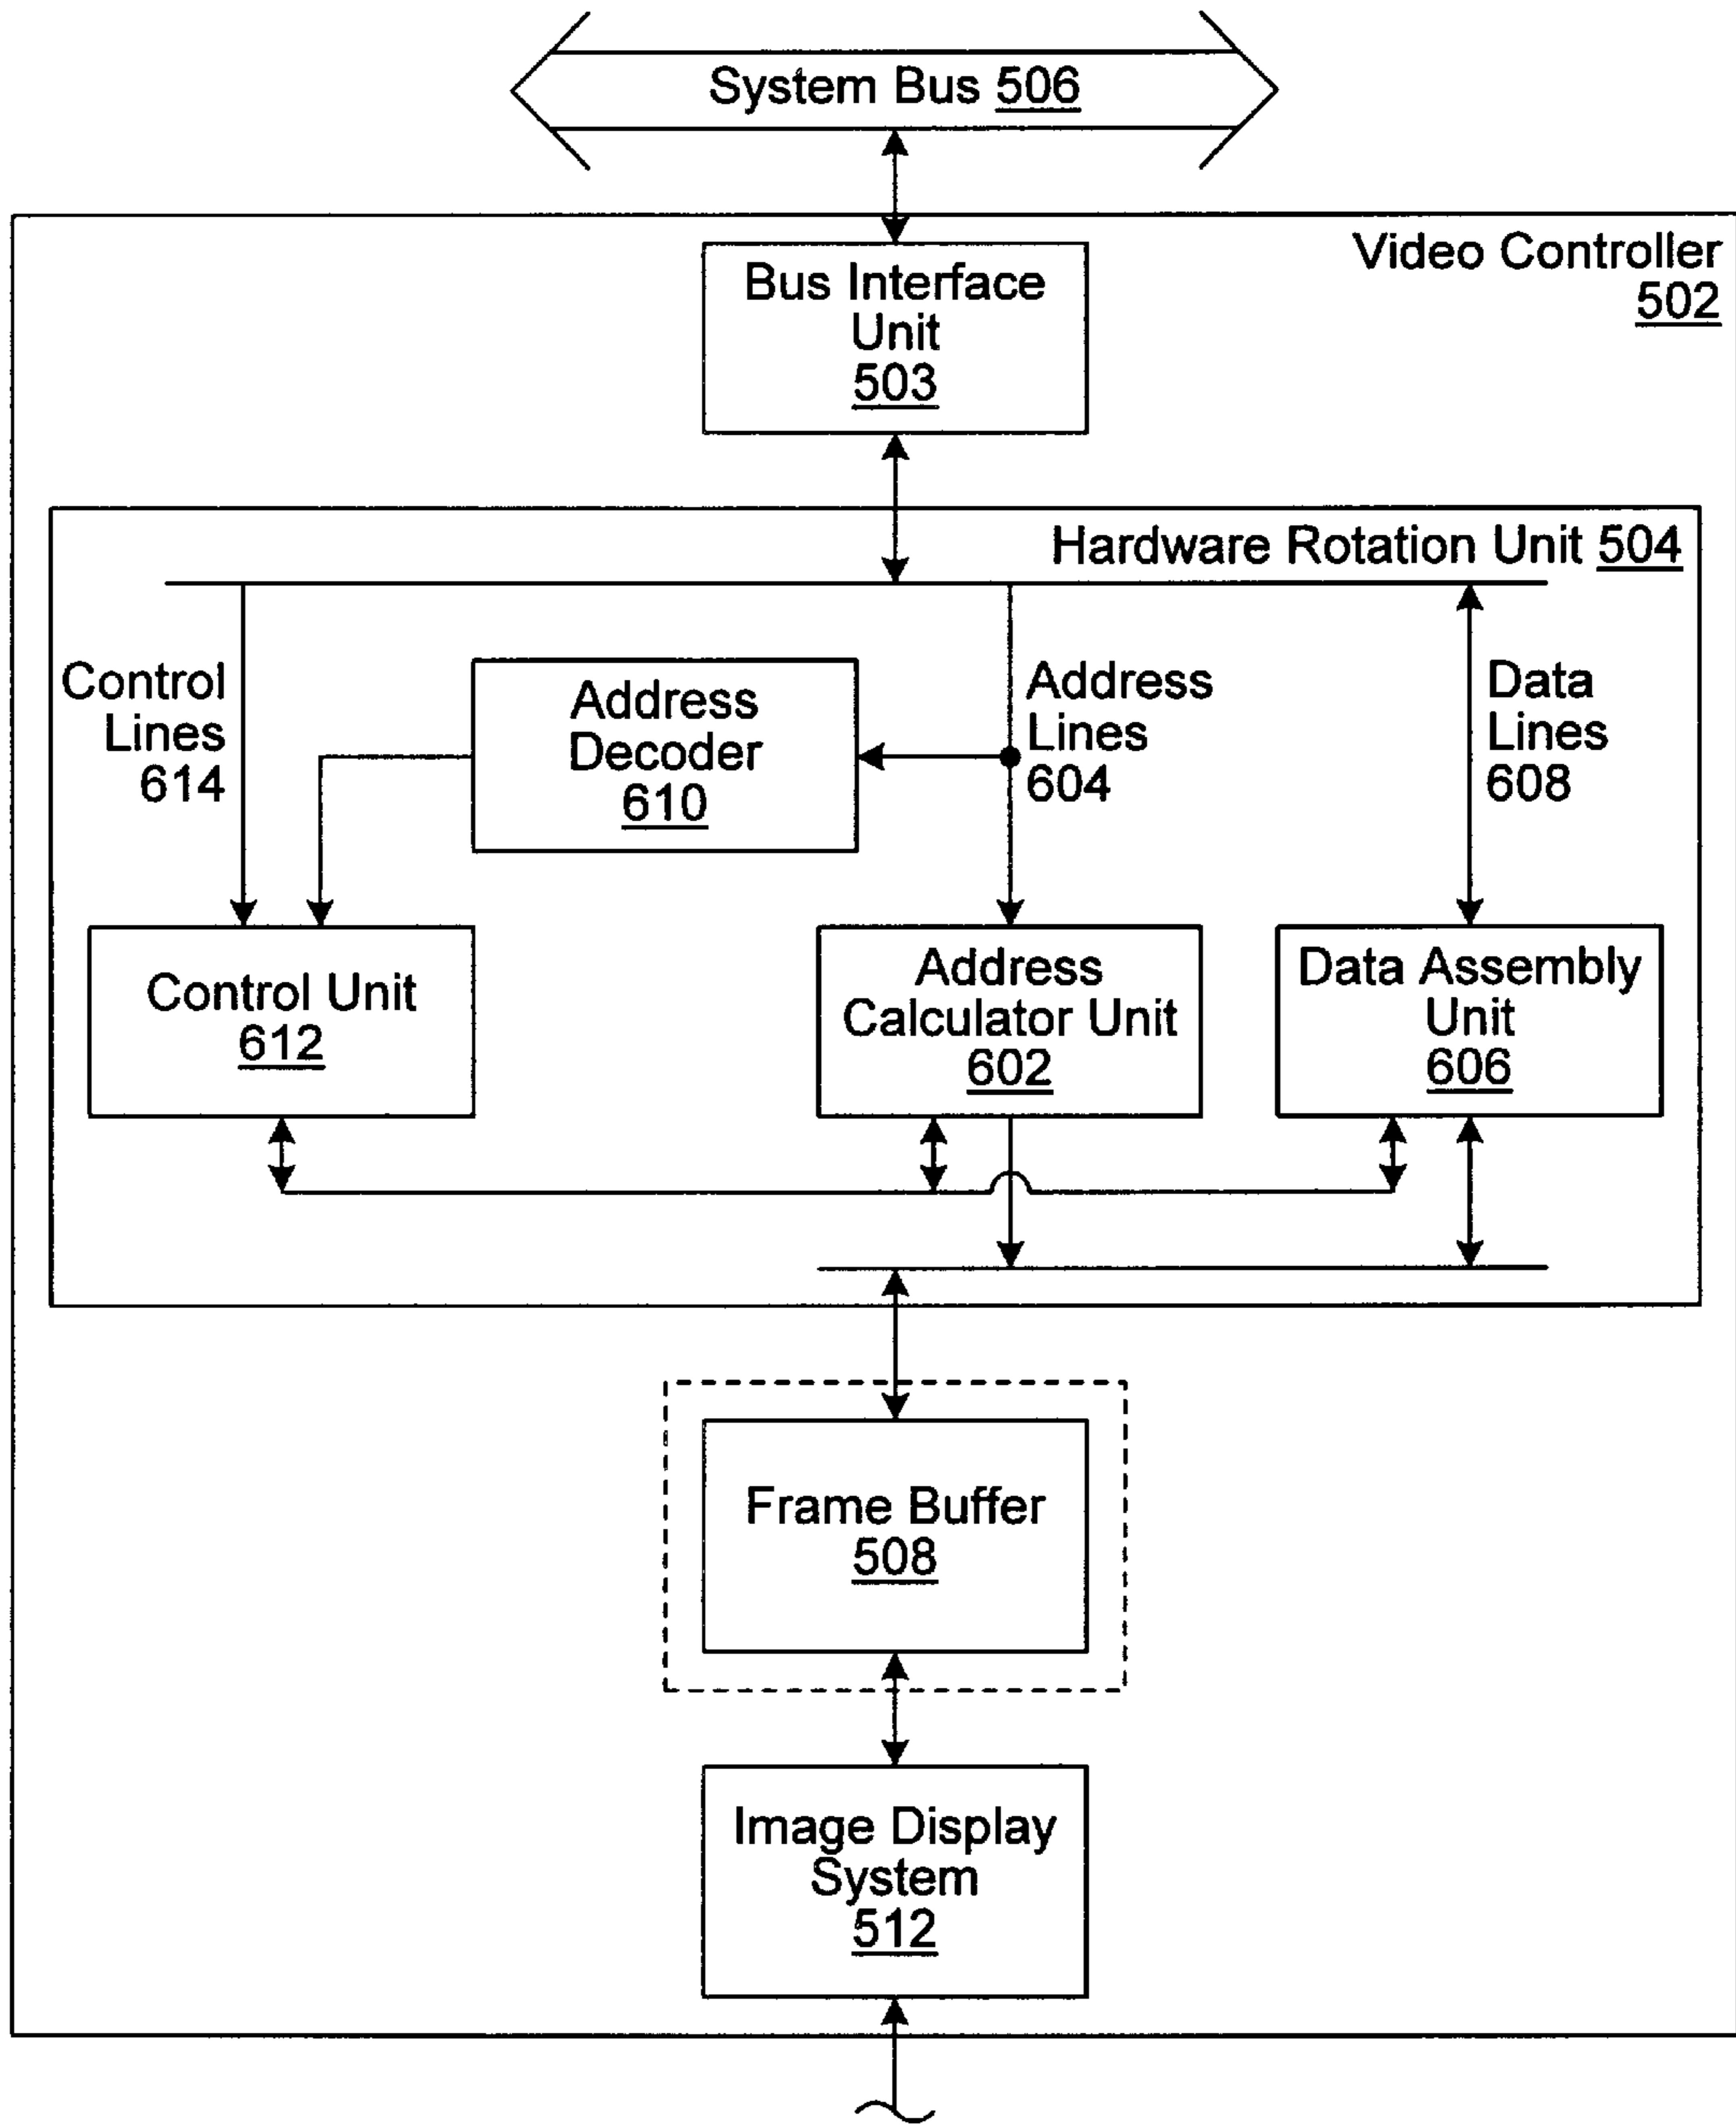 System Bus 506
Video Controller
502
Bus Interface
Unit
503
Hardware Rotation Unit 504
Control
Lines
614
Address
Decoder
610
Address
Lines
604
Data
Lines
608
Control Unit
612
Address
Calculator Unit
602
Data Assembly
Unit
606
Frame Buffer
508
Image Display
System
512